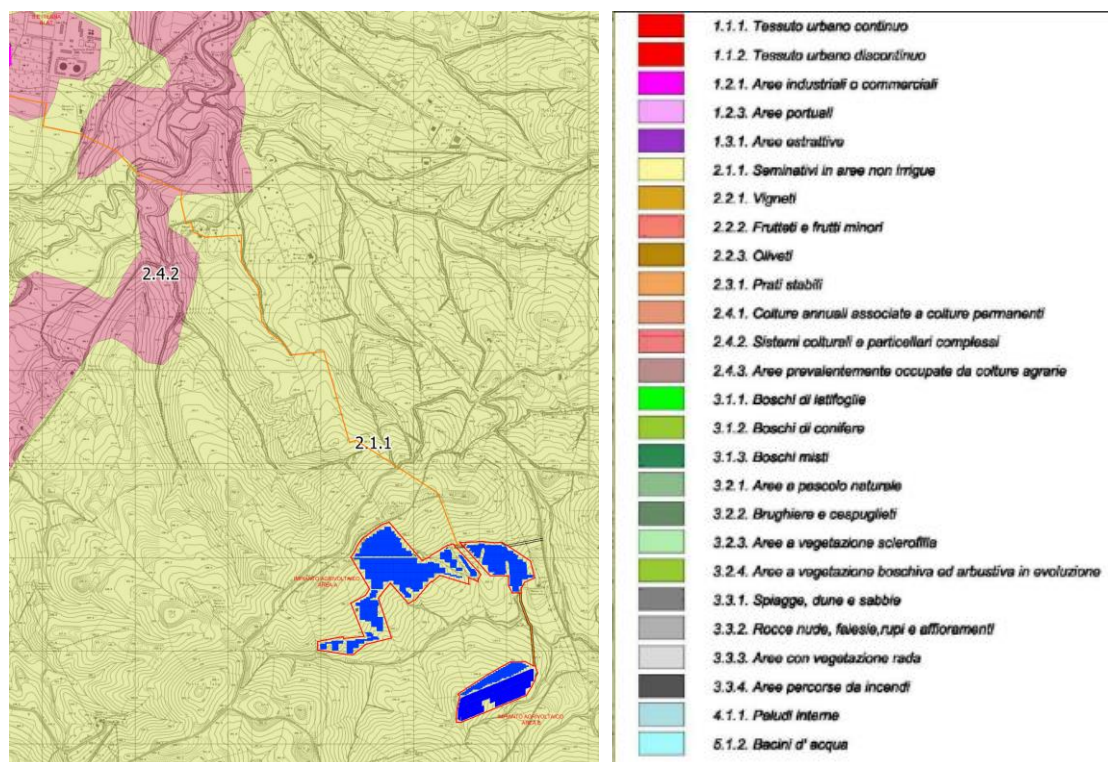 2.4.2
2.1.1
IMPIANTO AGRIVOLTAICO
IMPIANTO AGRIVOLTAICO
1.1.1. Tessuto urbano continuo
1.1.2. Tessuto urbano discontinuo
1.2.1. Aree industriali o commerciali
1.2.3. Aree portuali
1.3.1. Aree estrattive
2.1.1. Seminativi in aree non irrigue
2.2.1. Vigneti
2.2.2. Frutteti e frutti minori
2.2.3. Oliveti
2.3.1. Prati stabili
2.4.1. Colture annuali associate a colture permanenti
2.4.2. Sistemi colturali e particellari complessi
2.4.3. Aree prevalentemente occupate da colture agrarie
3.1.1. Boschi di latifoglie
3.1.2. Boschi di conifere
3.1.3. Boschi misti
3.2.1. Aree a pascolo naturale
3.2.2. Brughiere e cespuglieti
3.2.3. Aree a vegetazione sclerofilla
3.2.4. Aree a vegetazione boschiva ed arbustiva in evoluzione
3.3.1. Spiagge, dune e sabbie
3.3.2. Rocce nude, falesie,rupi e affioramenti
3.3.3. Aree con vegetazione rada
3.3.4. Aree percorse da incendi
4.1.1. Paludi interne
5.1.2. Bacini d' acqua